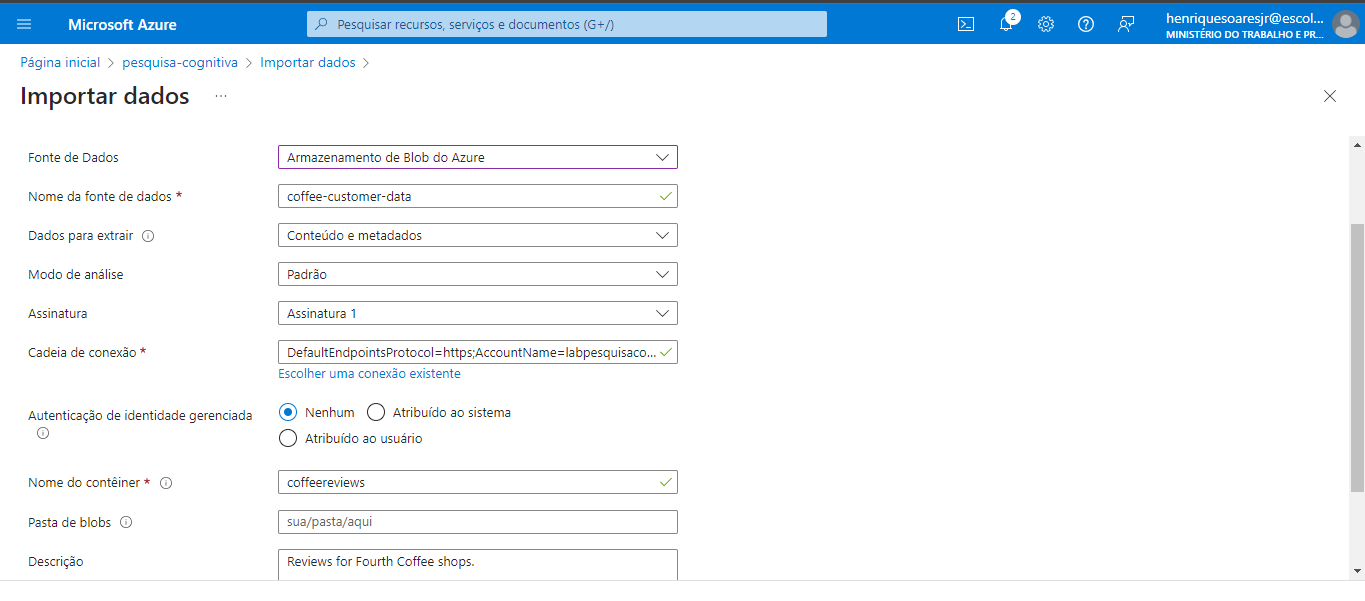 Microsoft Azure
Pesquisar recursos, serviços e documentos (G+/)
2
henriquesoaresjr@escol...
MINISTÉRIO DO TRABALHO E PR...
Página inicial > pesquisa-cognitiva > Importar dados >
Importar dados ...
Fonte de Dados
Armazenamento de Blob do Azure
Nome da fonte de dados *
coffee-customer-data
Dados para extrair
Conteúdo e metadados
Modo de análise
Padrão
Assinatura
Assinatura 1
Cadeia de conexão *
DefaultEndpointsProtocol=https;AccountName=labpesquisaco...
Escolher uma conexão existente
Autenticação de identidade gerenciada
Nenhum
Atribuído ao sistema
Atribuído ao usuário
Nome do contêiner *
coffeereviews
Pasta de blobs
sua/pasta/aqui
Descrição
Reviews for Fourth Coffee shops.